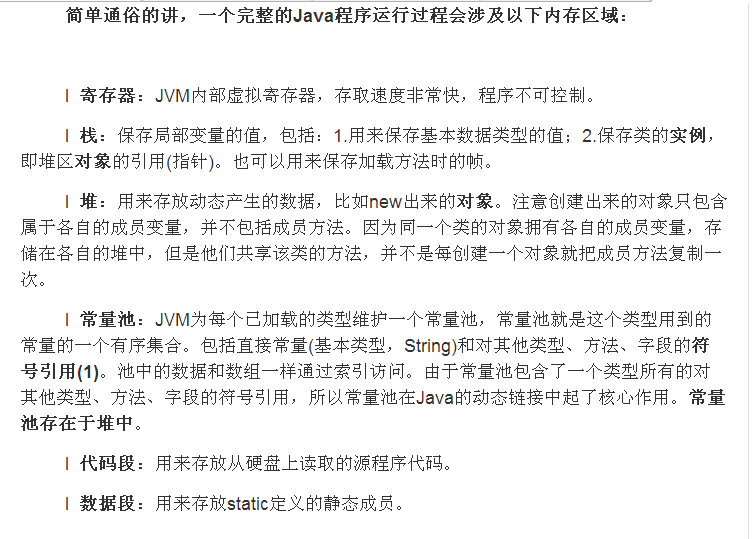 简单通俗的讲，一个完整的Java程序运行过程会涉及以下内存区域：
l 寄存器：JVM内部虚拟寄存器，存取速度非常快，程序不可控制。
l 栈：保存局部变量的值，包括：1.用来保存基本数据类型的值；2.保存类的实例，
即堆区对象的引用(指针)。也可以用来保存加载方法时的帧。
l 堆：用来存放动态产生的数据，比如new出来的对象。注意创建出来的对象只包含
属于各自的成员变量，并不包括成员方法。因为同一个类的对象拥有各自的成员变量，存
储在各自的堆中，但是他们共享该类的方法，并不是每创建一个对象就把成员方法复制一
次。
l 常量池：JVM为每个已加载的类型维护一个常量池，常量池就是这个类型用到的
常量的一个有序集合。包括直接常量(基本类型，String)和对其他类型、方法、字段的符
号引用(1)。池中的数据和数组一样通过索引访问。由于常量池包含了一个类型所有的对
其他类型、方法、字段的符号引用，所以常量池在Java的动态链接中起了核心作用。常量
池存在于堆中。
l 代码段：用来存放从硬盘上读取的源程序代码。
l 数据段：用来存放static定义的静态成员。